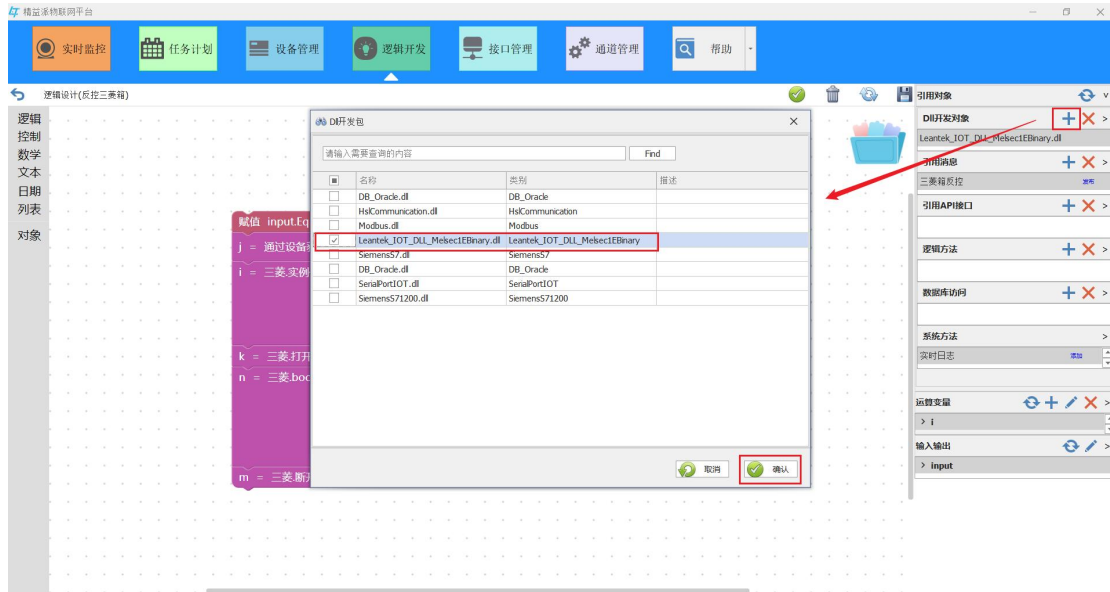 精益派物联网平台
实时监控
任务计划
设备管理
逻辑开发
接口管理
通道管理
帮助
逻辑设计(反控三菱箱)
逻辑
控制
数学
文本
日期
列表
对象
赋值 input.Eq
j = 通过设备
i = 三菱.实例
k = 三菱.打开
n = 三菱.boo
m = 三菱.断开
Dll开发包
请输入需要查询的内容
Find
名称 类别 描述
DB_Oracle.dll DB_Oracle
HslCommunication.dll HslCommunication
Modbus.dll Modbus
Leantek_IOT_DLL_Melsec1EBinary.dll Leantek_IOT_DLL_Melsec1EBinary
SiemensS7.dll SiemensS7
DB_Oracle.dll DB_Oracle
SerialPortIOT.dll SerialPortIOT
SiemensS71200.dll SiemensS71200
取消
确认
引用对象
Dll开发对象
Leantek_IOT_DLL_Melsec1EBinary.dl
引用消息
三菱箱反控 发布
引用API接口
逻辑方法
数据库访问
系统方法
实时日志 添加
运算变量
> i
输入输出
> input